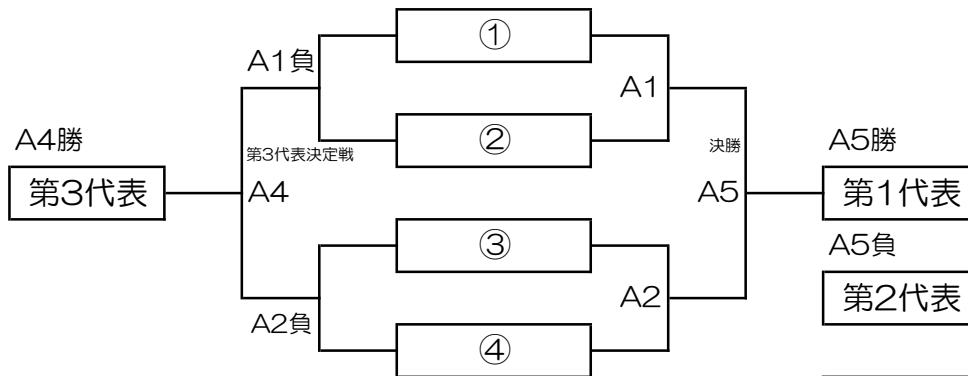 ①
A1負
A1
A4勝
②
第3代表決定戦
決勝
A5勝
第3代表
A4
A5
第1代表
③
A5負
A2
第2代表
A2負
④